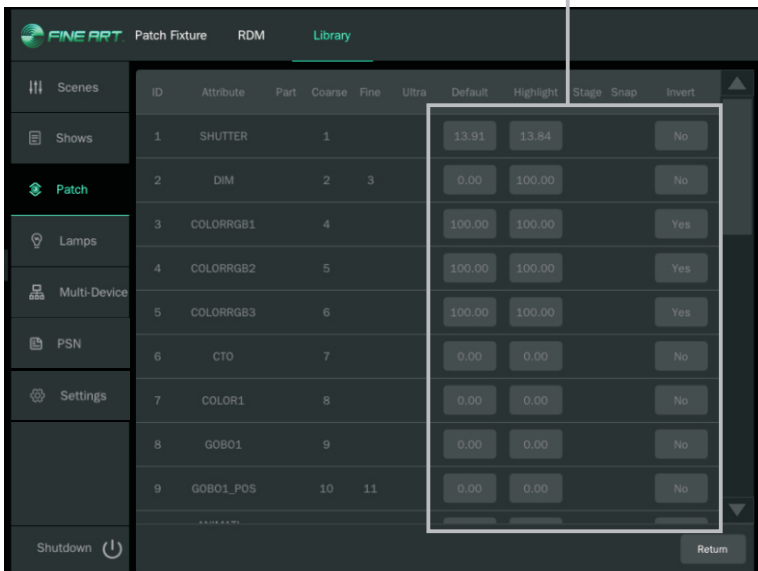 FINE ART. Patch Fixture RDM Library
Scenes
Shows
Patch
Lamps
Multi-Device
PSN
Settings
Shutdown
ID Attribute Part Coarse Fine Ultra Default Highlight Stage Snap Invert
1 SHUTTER 1 13.91 13.84 No
2 DIM 2 3 0.00 100.00 No
3 COLORRGB1 4 100.00 100.00 Yes
4 COLORRGB2 5 100.00 100.00 Yes
5 COLORRGB3 6 100.00 100.00 Yes
6 CTO 7 0.00 0.00 No
7 COLOR1 8 0.00 0.00 No
8 GOBO1 9 0.00 0.00 No
9 GOBO1_POS 10 11 0.00 0.00 No
Return